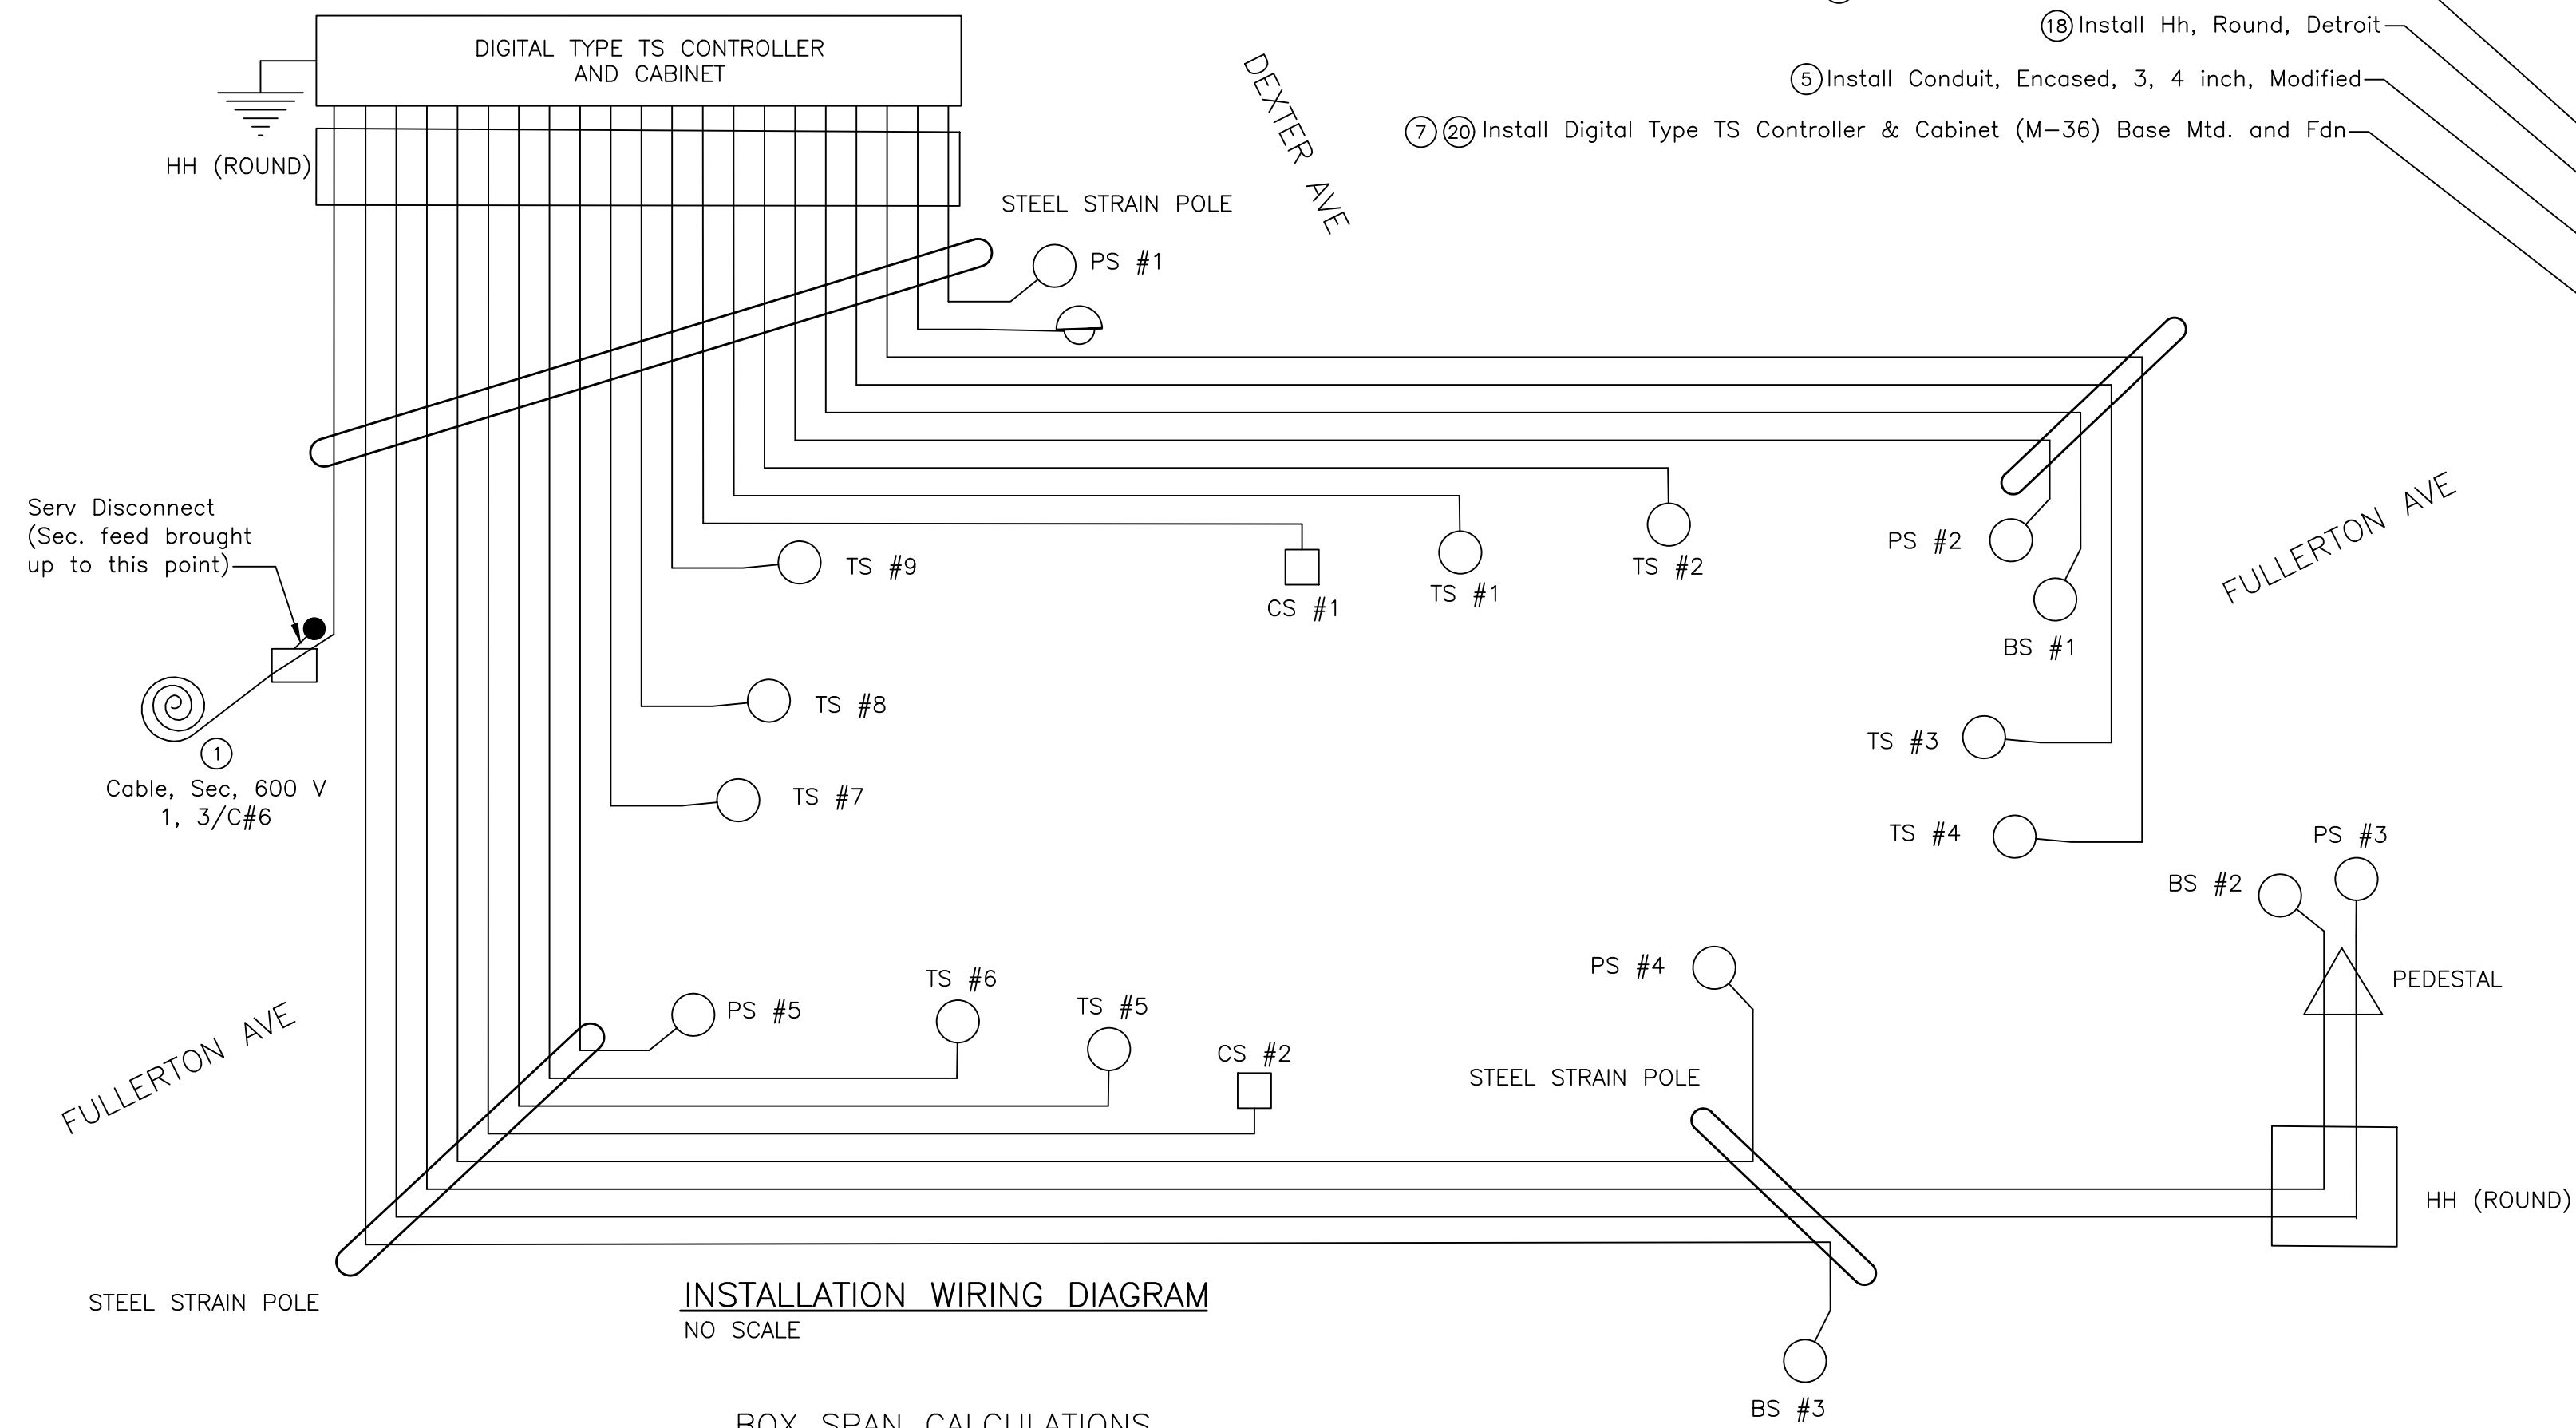 DIGITAL TYPE TS CONTROLLER
AND CABINET
HH (ROUND)
DEXTER AVE
18 Install Hh, Round, Detroit
5 Install Conduit, Encased, 3, 4 inch, Modified
7 20 Install Digital Type TS Controller & Cabinet (M-36) Base Mtd. and Fdn
STEEL STRAIN POLE
PS #1
Serv Disconnect
(Sec. feed brought
up to this point)
1
Cable, Sec, 600 V
1, 3/C#6
TS #9
CS #1
TS #1
TS #2
PS #2
FULLERTON AVE
BS #1
TS #8
TS #3
TS #7
TS #4
PS #3
BS #2
PS #4
PEDESTAL
TS #6
TS #5
PS #5
CS #2
FULLERTON AVE
STEEL STRAIN POLE
HH (ROUND)
STEEL STRAIN POLE
INSTALLATION WIRING DIAGRAM
NO SCALE
BS #3
BOX SPAN CALCULATIONS